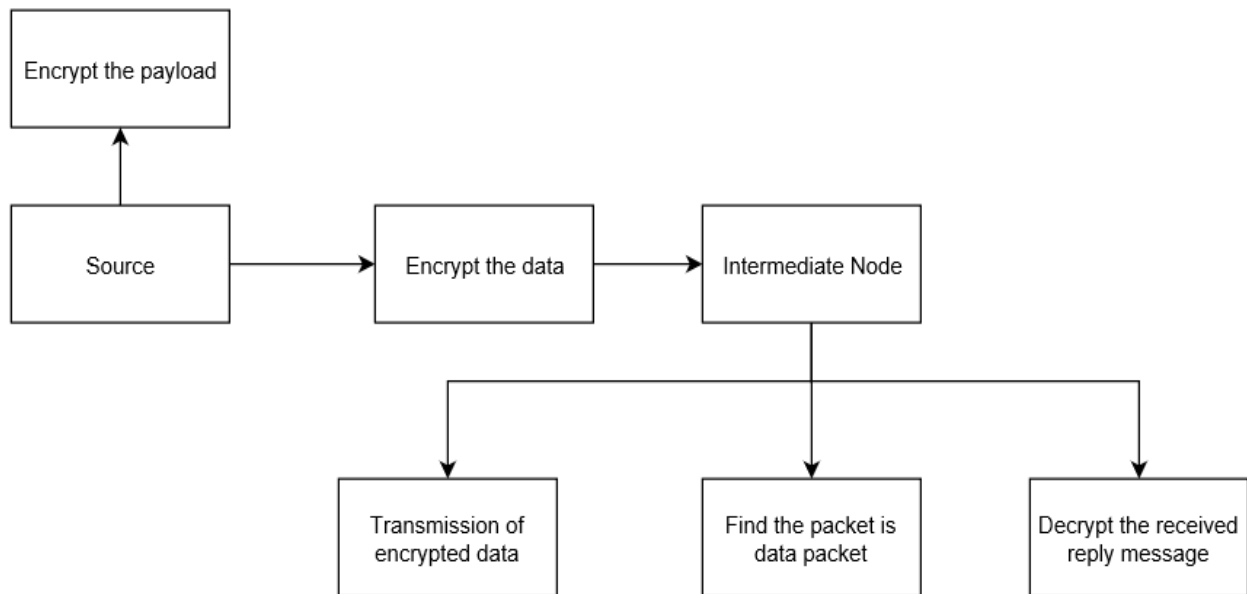 Encrypt the payload
Source
Encrypt the data
Intermediate Node
Transmission of
encrypted data
Find the packet is
data packet
Decrypt the received
reply message